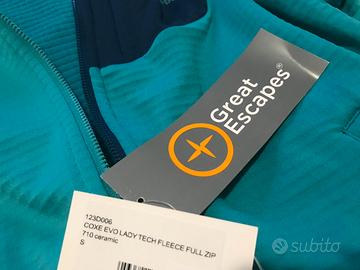 Great
Escapes®
123D006
COXE EVO LADY TECH FLEECE FULL ZIP
710 ceramic
S
subito